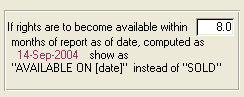 If rights are to become available within 8.0
months of report as of date, computed as
14-Sep-2004 show as
"AVAILABLE ON [date]" instead of "SOLD"